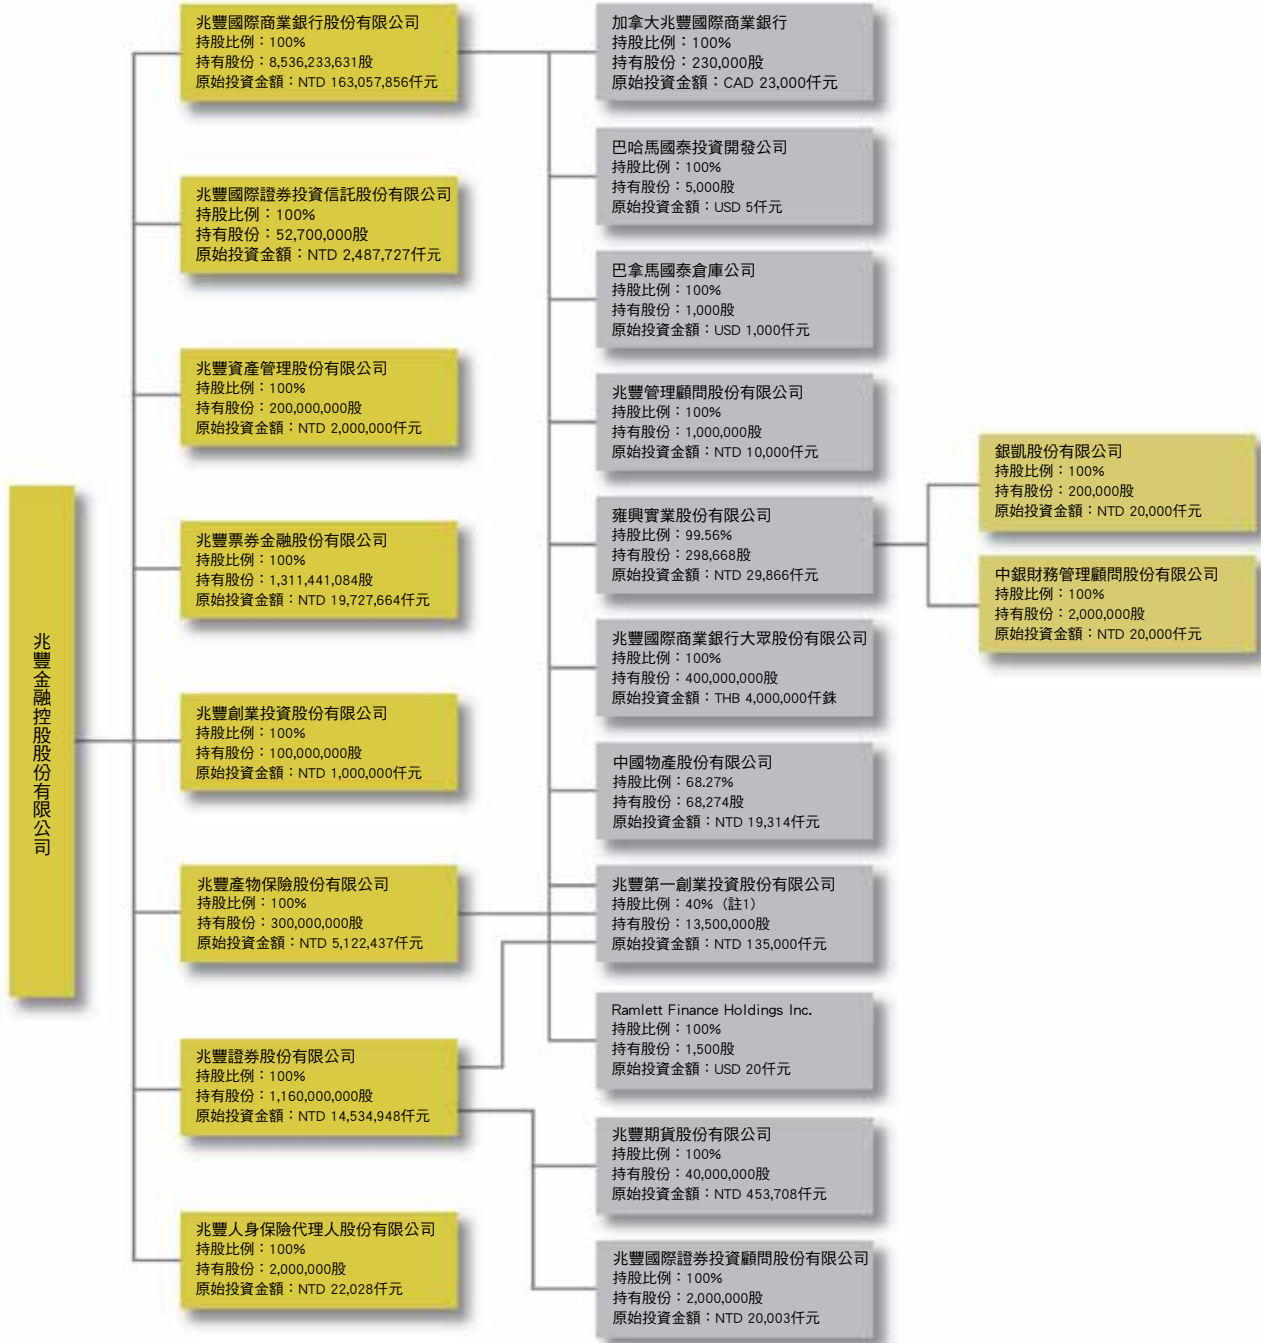 兆豐金融控股股份有限公司
兆豐國際商業銀行股份有限公司
持股比例：100%
持有股份：8,536,233,631股
原始投資金額：NTD 163,057,856仟元
兆豐國際證券投資信託股份有限公司
持股比例：100%
持有股份：52,700,000股
原始投資金額：NTD 2,487,727仟元
兆豐資產管理股份有限公司
持股比例：100%
持有股份：200,000,000股
原始投資金額：NTD 2,000,000仟元
兆豐票券金融股份有限公司
持股比例：100%
持有股份：1,311,441,084股
原始投資金額：NTD 19,727,664仟元
兆豐創業投資股份有限公司
持股比例：100%
持有股份：100,000,000股
原始投資金額：NTD 1,000,000仟元
兆豐產物保險股份有限公司
持股比例：100%
持有股份：300,000,000股
原始投資金額：NTD 5,122,437仟元
兆豐證券股份有限公司
持股比例：100%
持有股份：1,160,000,000股
原始投資金額：NTD 14,534,948仟元
兆豐人身保險代理人股份有限公司
持股比例：100%
持有股份：2,000,000股
原始投資金額：NTD 22,028仟元
加拿大兆豐國際商業銀行
持股比例：100%
持有股份：230,000股
原始投資金額：CAD 23,000仟元
巴哈馬國泰投資開發公司
持股比例：100%
持有股份：5,000股
原始投資金額：USD 5仟元
巴拿馬國泰倉庫公司
持股比例：100%
持有股份：1,000股
原始投資金額：USD 1,000仟元
兆豐管理顧問股份有限公司
持股比例：100%
持有股份：1,000,000股
原始投資金額：NTD 10,000仟元
雍興實業股份有限公司
持股比例：99.56%
持有股份：298,668股
原始投資金額：NTD 29,866仟元
兆豐國際商業銀行大眾股份有限公司
持股比例：100%
持有股份：400,000,000股
原始投資金額：THB 4,000,000仟銖
中國物產股份有限公司
持股比例：68.27%
持有股份：68,274股
原始投資金額：NTD 19,314仟元
兆豐第一創業投資股份有限公司
持股比例：40%（註1）
持有股份：13,500,000股
原始投資金額：NTD 135,000仟元
Ramlett Finance Holdings Inc.
持股比例：100%
持有股份：1,500股
原始投資金額：USD 20仟元
兆豐期貨股份有限公司
持股比例：100%
持有股份：40,000,000股
原始投資金額：NTD 453,708仟元
兆豐國際證券投資顧問股份有限公司
持股比例：100%
持有股份：2,000,000股
原始投資金額：NTD 20,003仟元
銀凱股份有限公司
持股比例：100%
持有股份：200,000股
原始投資金額：NTD 20,000仟元
中銀財務管理顧問股份有限公司
持股比例：100%
持有股份：2,000,000股
原始投資金額：NTD 20,000仟元